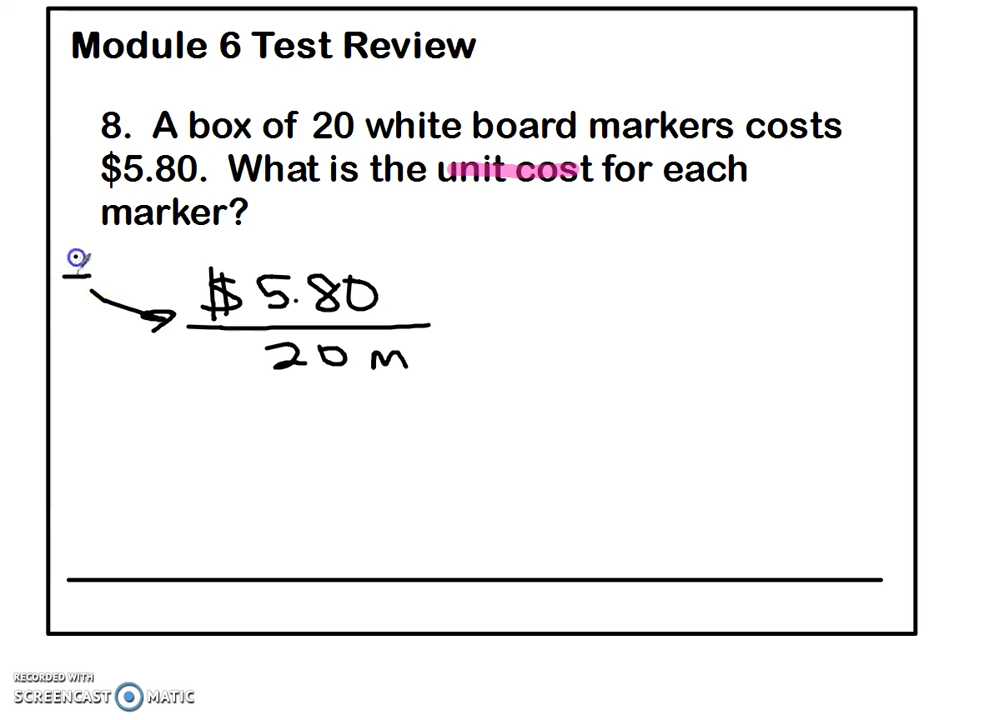 Module 6 Test Review
8. A box of 20 white board markers costs
$5.80. What is the unit cost for each
marker?
$5.80
20 m
RECORDED WITH
SCREENCAST MATIC